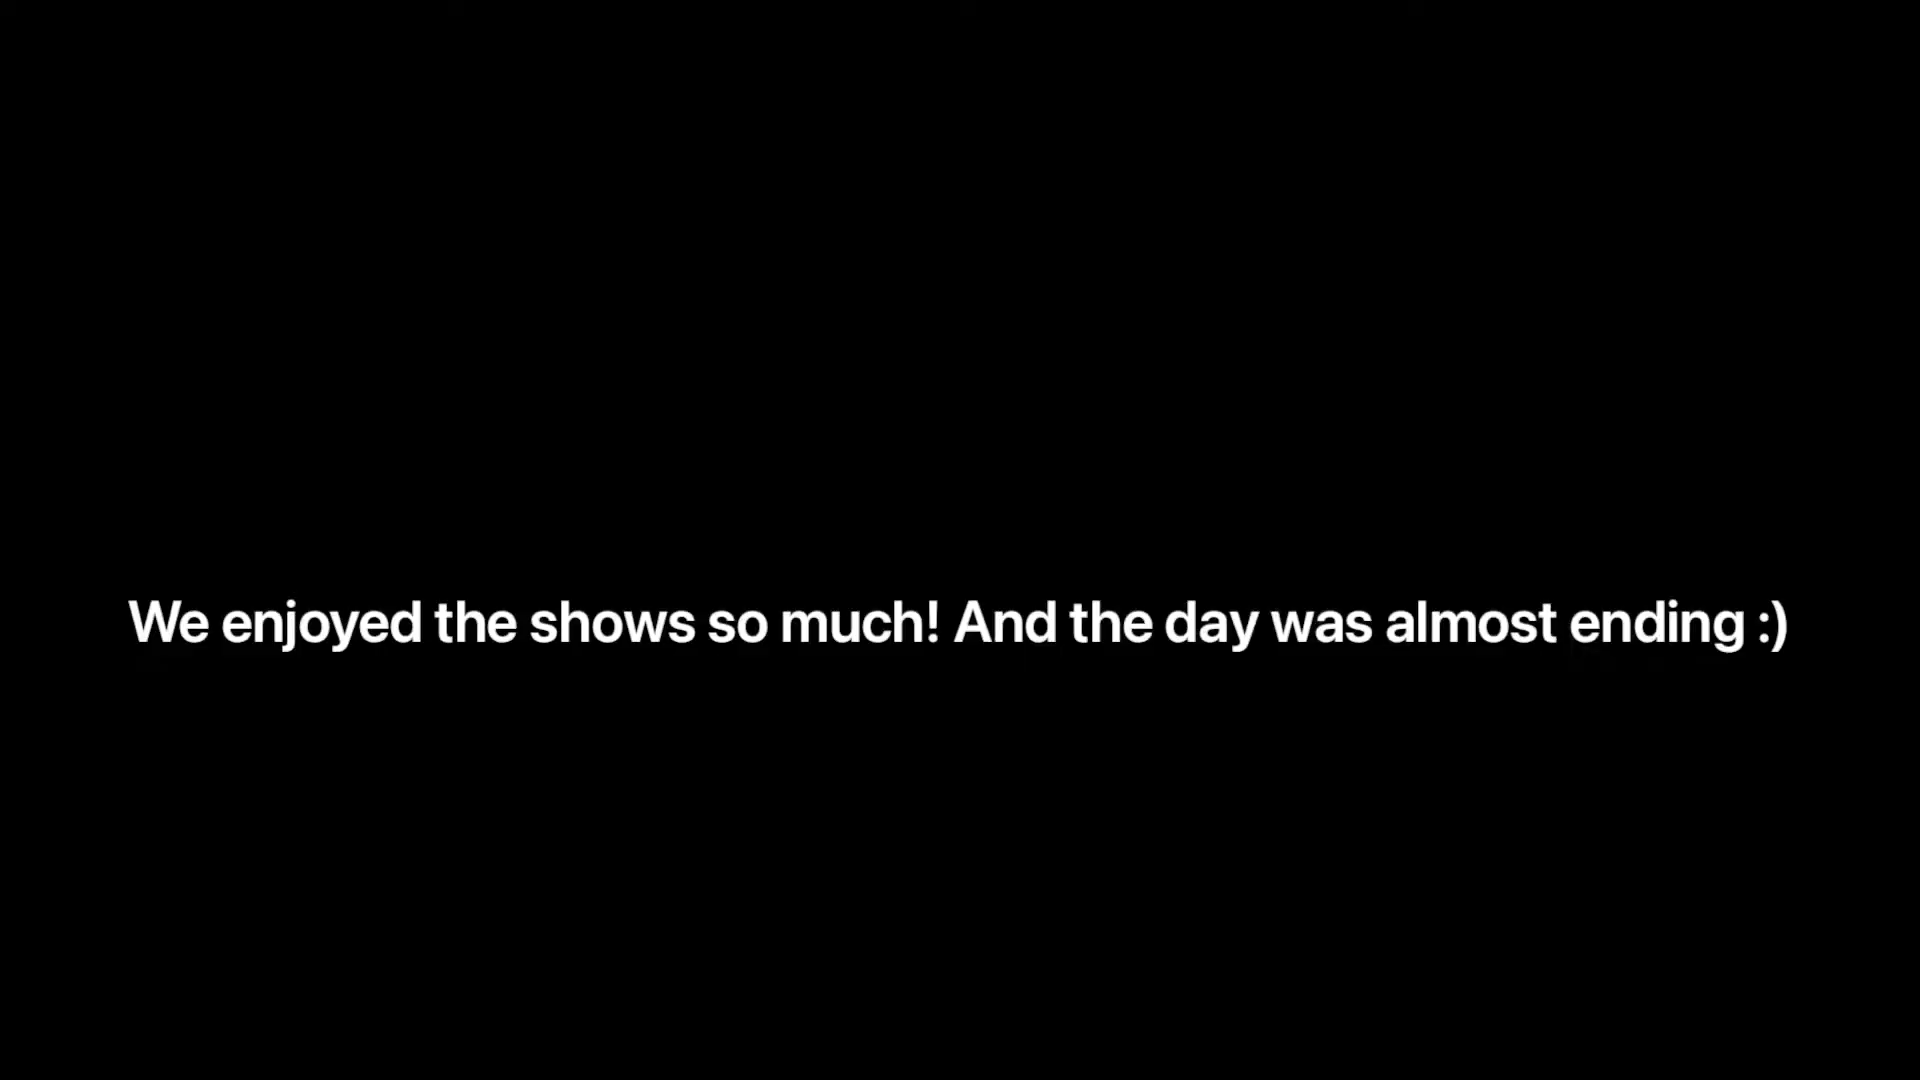 We enjoyed the shows so much! And the day was almost ending :)